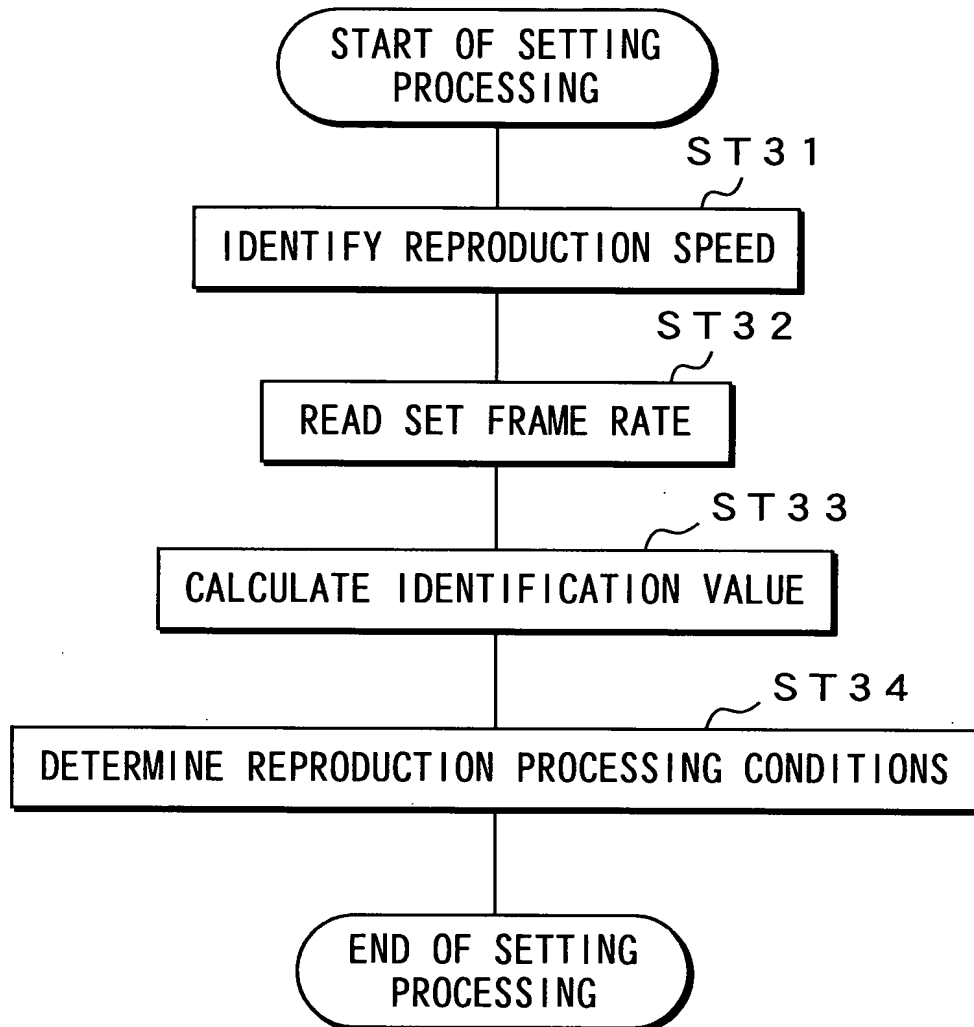 START OF SETTING
PROCESSING
ST31
IDENTIFY REPRODUCTION SPEED
ST32
READ SET FRAME RATE
ST33
CALCULATE IDENTIFICATION VALUE
ST34
DETERMINE REPRODUCTION PROCESSING CONDITIONS
END OF SETTING
PROCESSING